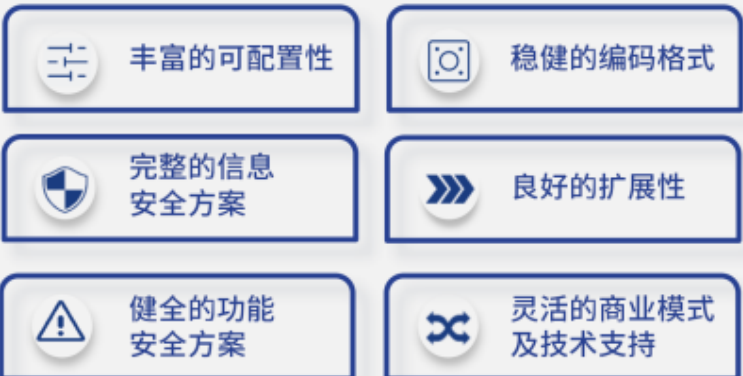 丰富的可配置性
稳健的编码格式
完整的信息
安全方案
良好的扩展性
健全的功能
安全方案
灵活的商业模式
及技术支持